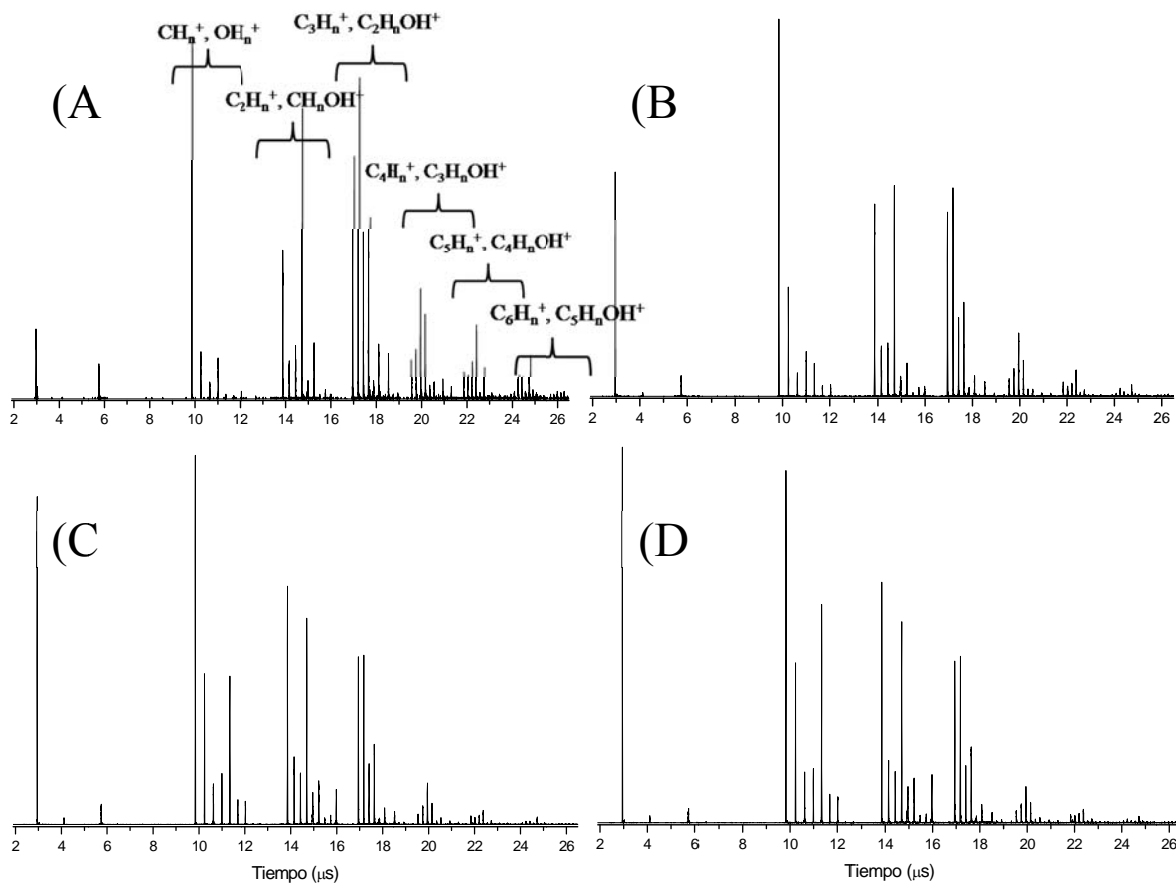 (A
CHₙ⁺, OHₙ⁺
C₂Hₙ⁺, CHₙOH⁺
C₃Hₙ⁺, C₂HₙOH⁺
C₄Hₙ⁺, C₃HₙOH⁺
C₅Hₙ⁺, C₄HₙOH⁺
C₆Hₙ⁺, C₅HₙOH⁺
2 4 6 8 10 12 14 16 18 20 22 24 26
(B
2 4 6 8 10 12 14 16 18 20 22 24 26
(C
2 4 6 8 10 12 14 16 18 20 22 24 26
Tiempo (μs)
(D
2 4 6 8 10 12 14 16 18 20 22 24 26
Tiempo (μs)